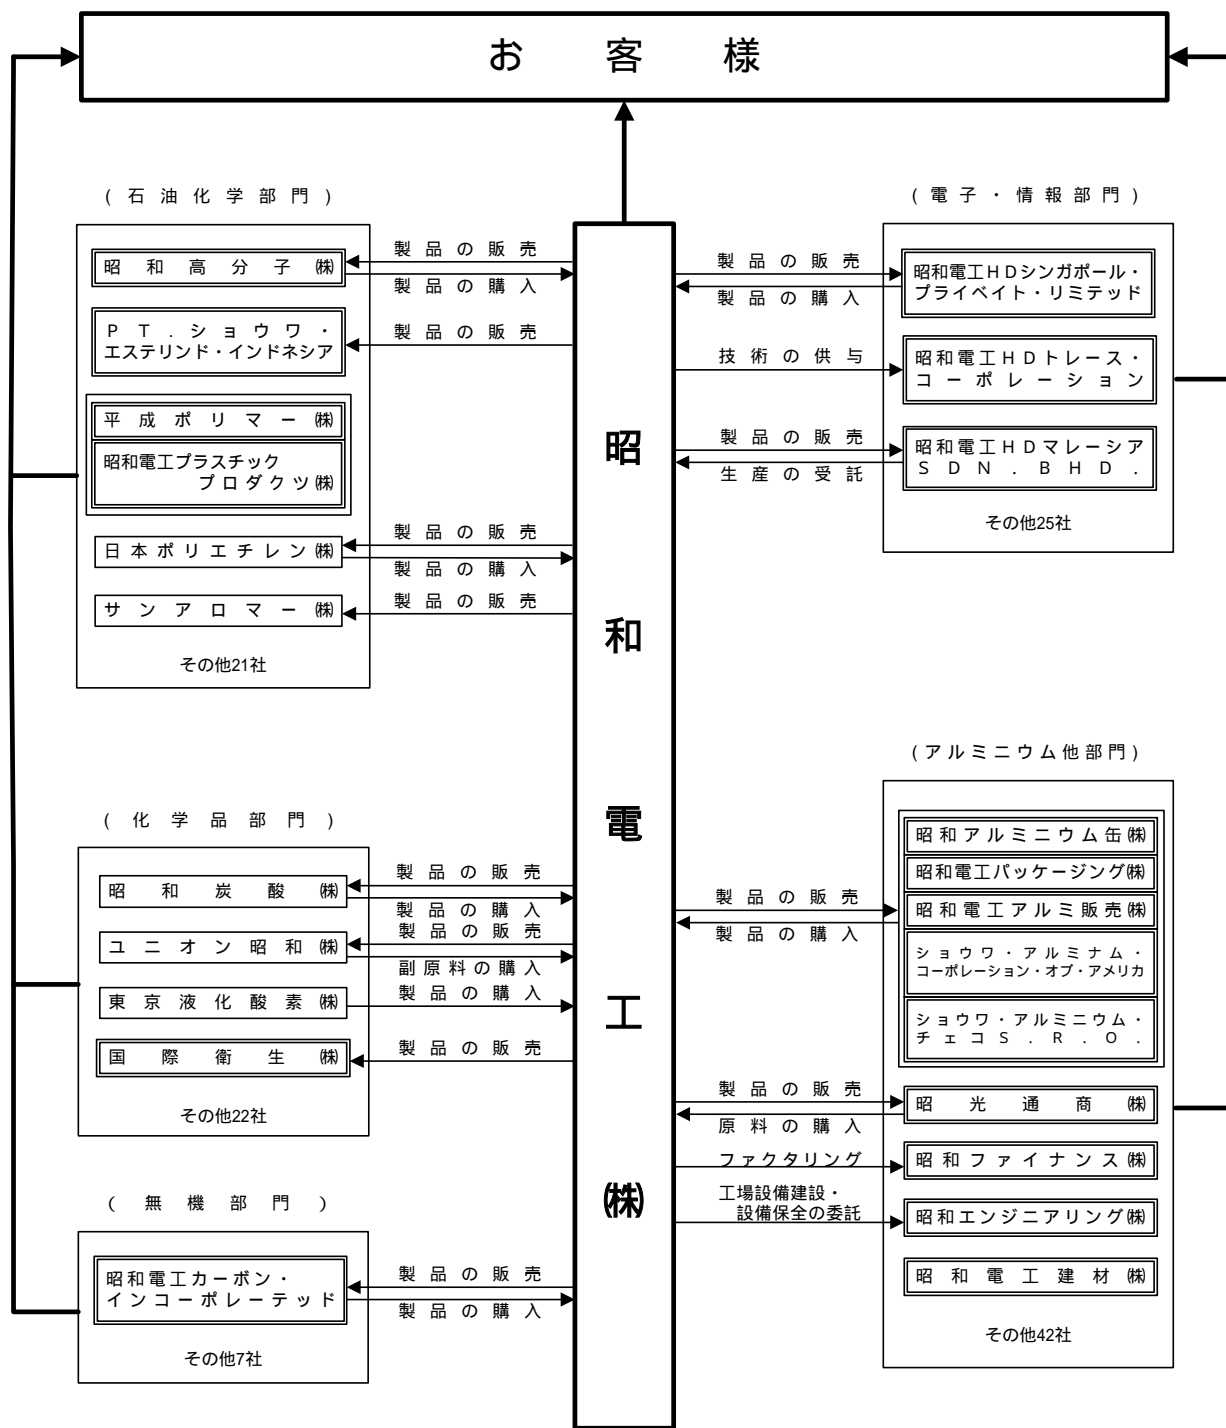 お客様
(石油化学部門)
昭和高分子㈱
製品の販売
製品の購入
PT.ショウワ・
エステリンド・インドネシア
製品の販売
平成ポリマー㈱
昭和電工プラスチック
プロダクツ㈱
日本ポリエチレン㈱
製品の販売
製品の購入
サンアロマー㈱
製品の販売
その他21社
(化学品部門)
昭和炭酸㈱
製品の販売
製品の購入
ユニオン昭和㈱
製品の販売
副原料の購入
東京液化酸素㈱
製品の購入
国際衛生㈱
製品の販売
その他22社
(無機部門)
昭和電工カーボン・
インコーポレーテッド
製品の販売
製品の購入
その他7社
昭和電工㈱
(電子・情報部門)
製品の販売
製品の購入
昭和電工HDシンガポール・
プライベイト・リミテッド
技術の供与
昭和電工HDトレース・
コーポレーション
製品の販売
生産の受託
昭和電工HDマレーシア
SDN.BHD.
その他25社
(アルミニウム他部門)
昭和アルミニウム缶㈱
昭和電工パッケージング㈱
製品の販売
製品の購入
昭和電工アルミ販売㈱
ショウワ・アルミナム・
コーポレーション・オブ・アメリカ
ショウワ・アルミニウム・
チェコS.R.O.
製品の販売
原料の購入
昭光通商㈱
ファクタリング
昭和ファイナンス㈱
工場設備建設・
設備保全の委託
昭和エンジニアリング㈱
昭和電工建材㈱
その他42社